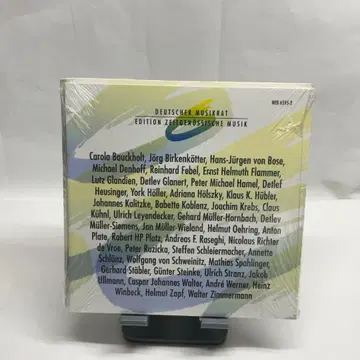 DEUTSCHER MUSIKRAT
EDITION ZEITGENÖSSISCHE MUSIK
WER 6595-2
Carola Bauckholt, Jörg Birkenkötter, Hans-Jürgen von Bose,
Michael Denhoff, Reinhard Febel, Ernst Helmuth Flammer,
Lutz Glandien, Detlev Glanert, Peter Michael Hamel, Detlef
Heusinger, York Höller, Adriana Hölszky, Klaus K. Hübler,
Johannes Kalitzke, Babette Koblenz, Joachim Krebs, Claus
Kühnl, Ulrich Leyendecker, Gehard Müller-Hornbach, Detlev
Müller-Siemens, Jan Müller-Wieland, Helmut Oehring, Anton
Plate, Robert HP Platz, Andreas F. Raseghi, Nicolaus Richter
de Vroe, Peter Ruzicka, Steffen Schleiermacher, Annette
Schlünz, Wolfgang von Schweinitz, Mathias Spahlinger,
Gerhard Stäbler, Günter Steinke, Ulrich Stranz, Jakob
Ullmann, Caspar Johannes Walter, André Werner, Heinz
Winbeck, Helmut Zapf, Walter Zimmermann